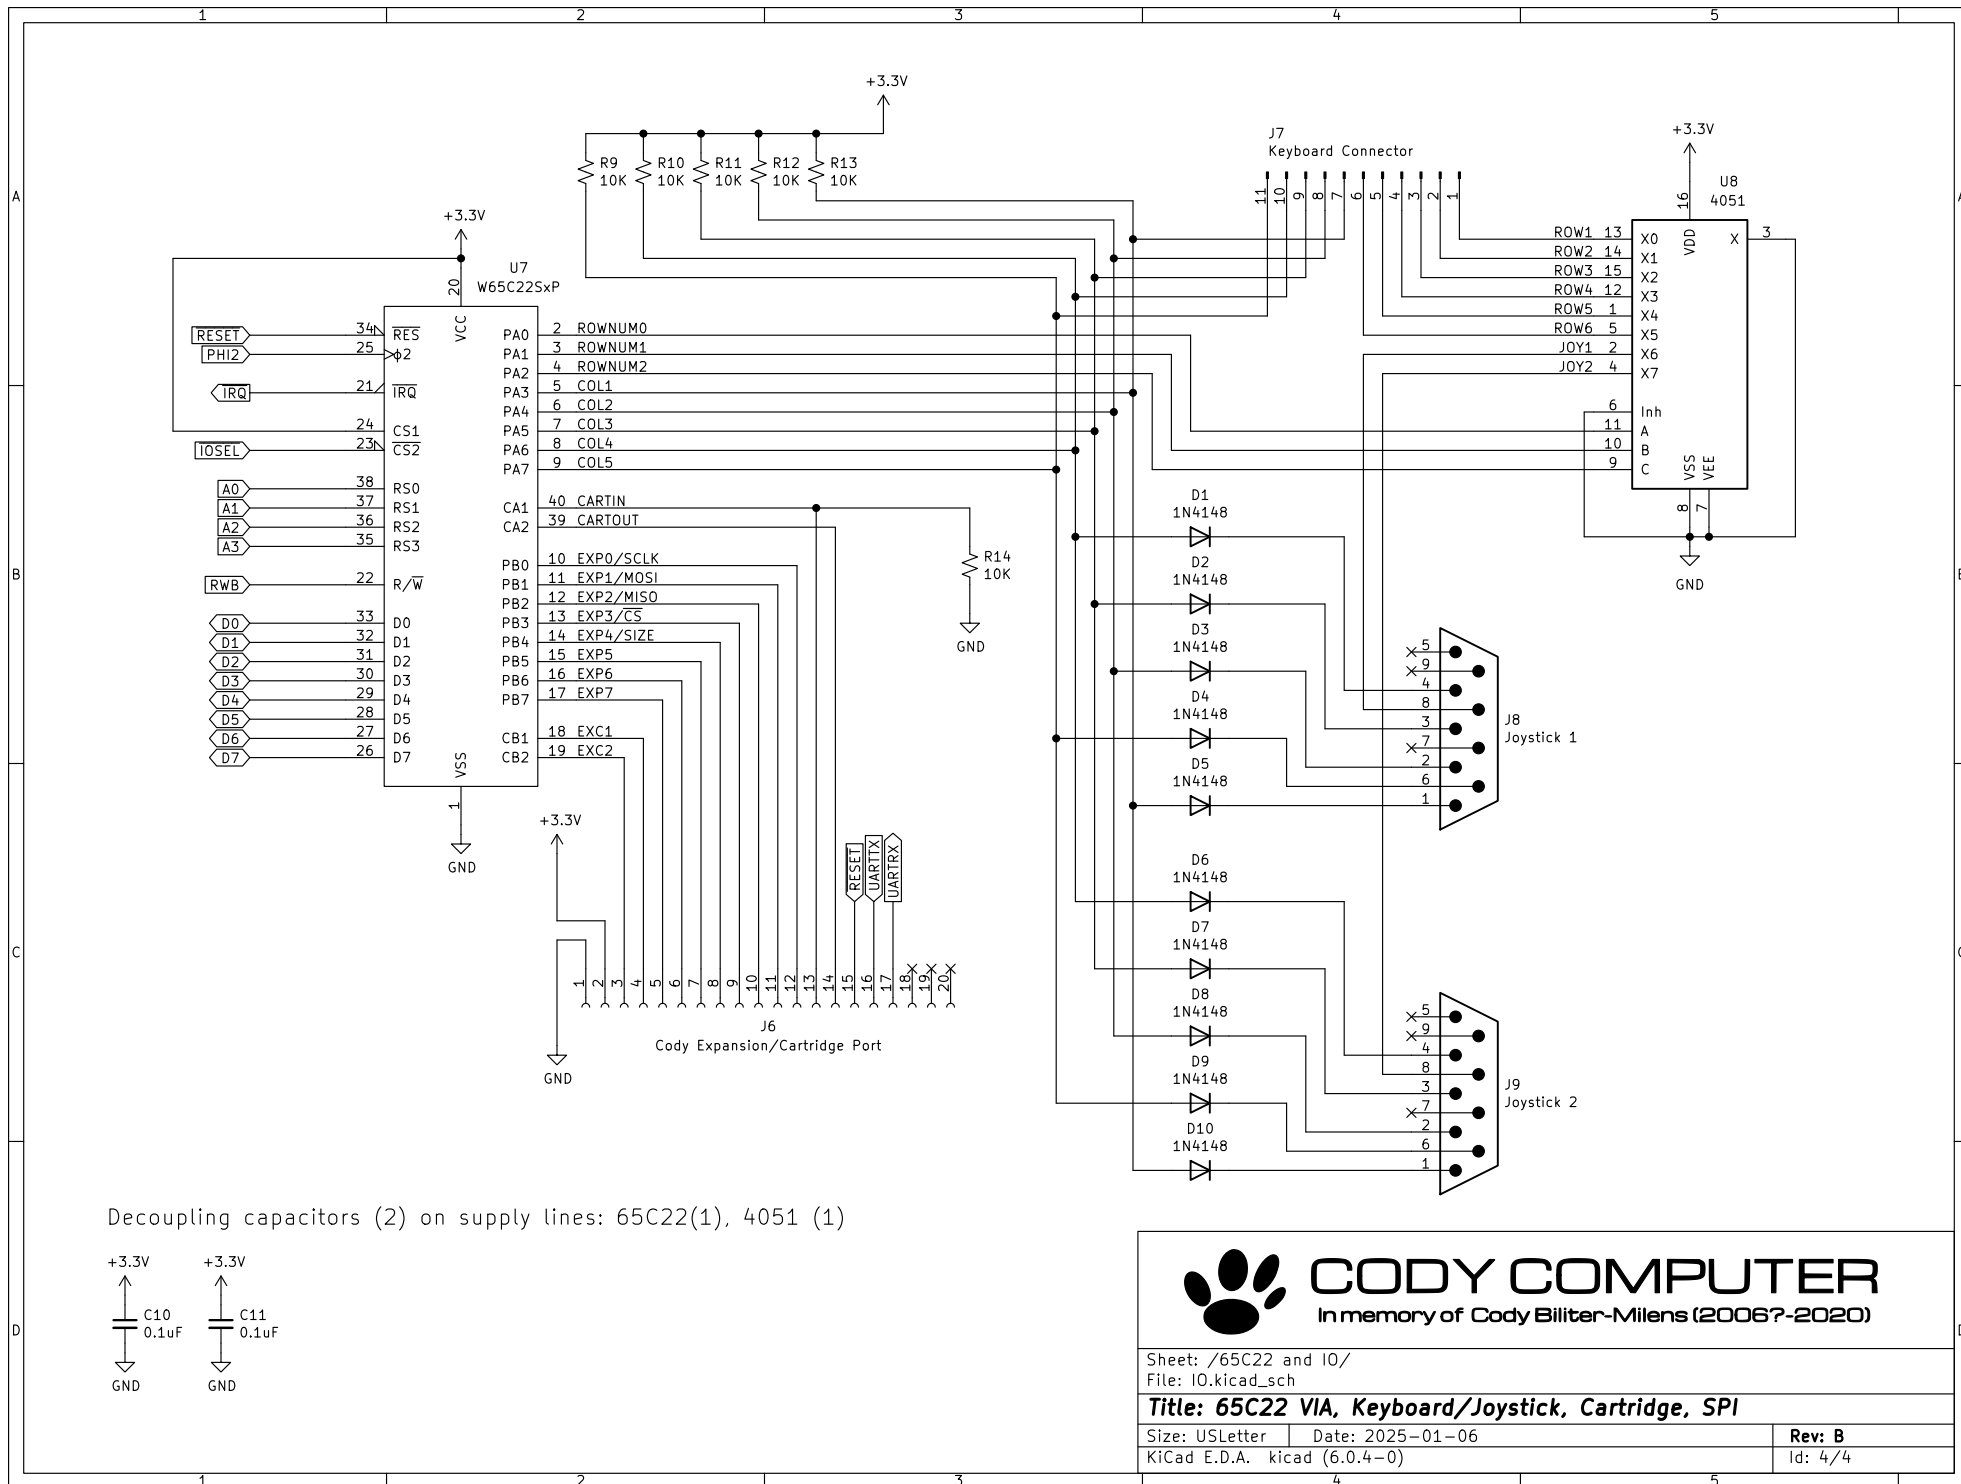 1 2 3 4 5
A
B
C
D
+3.3V
R9
10K
R10
10K
R11
10K
R12
10K
R13
10K
J7
Keyboard Connector
11 10 9 8 7 6 5 4 3 2 1
+3.3V
U8
4051
16 VDD
ROW1 13 X0
ROW2 14 X1
ROW3 15 X2
ROW4 12 X3
ROW5 1 X4
ROW6 5 X5
JOY1 2 X6
JOY2 4 X7
X 3
6 Inh
11 A
10 B
9 C
VSS 8
VEE 7
GND
+3.3V
U7
W65C22SxP
20 VCC
RESET 34 RES
PHI2 25 ϕ2
IRQ 21 IRQ
24 CS1
IOSEL 23 CS2
A0 38 RS0
A1 37 RS1
A2 36 RS2
A3 35 RS3
RWB 22 R/W
D0 33 D0
D1 32 D1
D2 31 D2
D3 30 D3
D4 29 D4
D5 28 D5
D6 27 D6
D7 26 D7
PA0 2 ROWNUM0
PA1 3 ROWNUM1
PA2 4 ROWNUM2
PA3 5 COL1
PA4 6 COL2
PA5 7 COL3
PA6 8 COL4
PA7 9 COL5
CA1 40 CARTIN
CA2 39 CARTOUT
PB0 10 EXP0/SCLK
PB1 11 EXP1/MOSI
PB2 12 EXP2/MISO
PB3 13 EXP3/CS
PB4 14 EXP4/SIZE
PB5 15 EXP5
PB6 16 EXP6
PB7 17 EXP7
CB1 18 EXC1
CB2 19 EXC2
VSS 1
GND
R14
10K
GND
D1
1N4148
D2
1N4148
D3
1N4148
D4
1N4148
D5
1N4148
5
9
4
8
3
7
2
6
1
J8
Joystick 1
D6
1N4148
D7
1N4148
D8
1N4148
D9
1N4148
D10
1N4148
5
9
4
8
3
7
2
6
1
J9
Joystick 2
+3.3V
GND
RESET
UARTTX
UARTRX
1 2 3 4 5 6 7 8 9 10 11 12 13 14 15 16 17 18 19 20
J6
Cody Expansion/Cartridge Port
Decoupling capacitors (2) on supply lines: 65C22(1), 4051 (1)
+3.3V
C10
0.1uF
GND
+3.3V
C11
0.1uF
GND
CODY COMPUTER
In memory of Cody Biliter-Milens (2006?-2020)
Sheet: /65C22 and IO/
File: IO.kicad_sch
Title: 65C22 VIA, Keyboard/Joystick, Cartridge, SPI
Size: USLetter Date: 2025-01-06 Rev: B
KiCad E.D.A. kicad (6.0.4-0) Id: 4/4
1 2 3 4 5